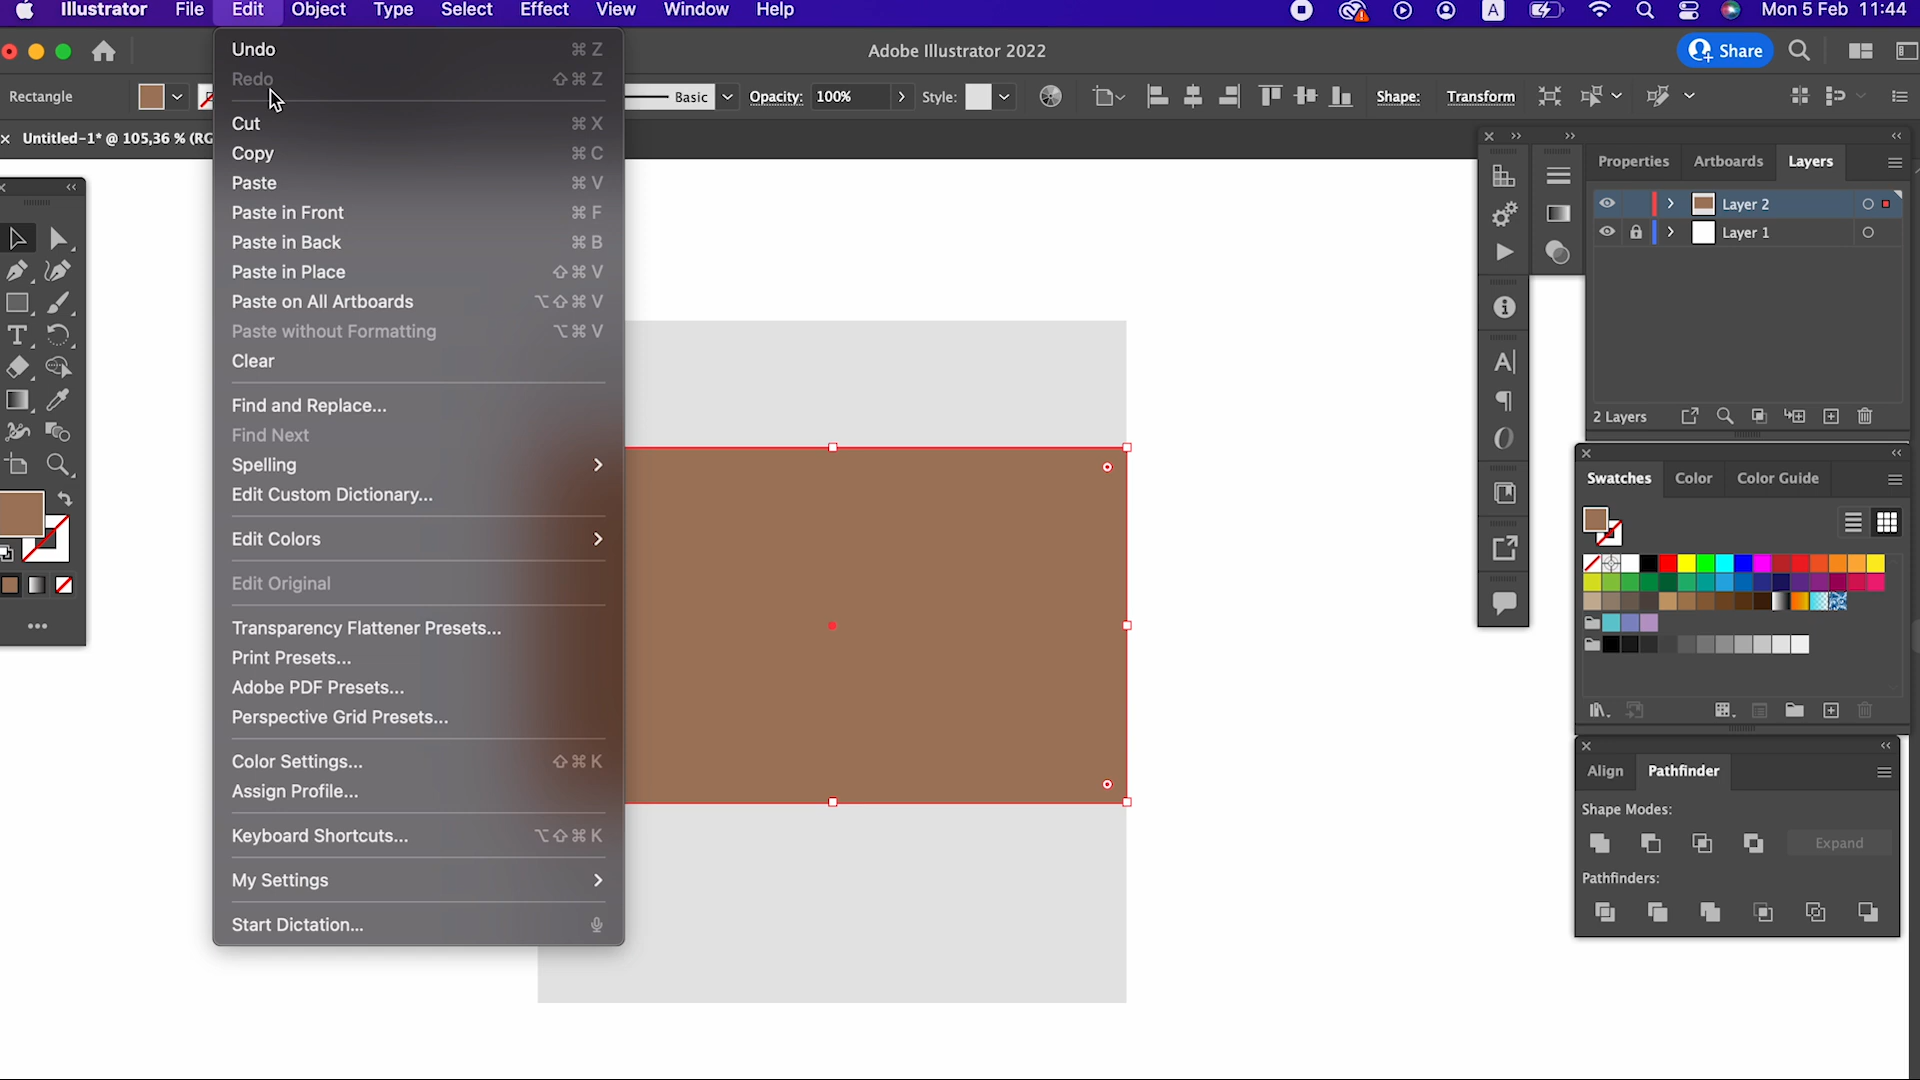 Illustrator File Edit Object Type Select Effect View Window Help A Mon 5 Feb 11:44
Adobe Illustrator 2022 Share
Rectangle Basic Opacity: 100% Style: Shape: Transform
Untitled-1* @ 105,36 % (RG
Undo ⌘ Z
Redo ⇧ ⌘ Z
Cut ⌘ X
Copy ⌘ C
Paste ⌘ V
Paste in Front ⌘ F
Paste in Back ⌘ B
Paste in Place ⇧ ⌘ V
Paste on All Artboards ⌥ ⇧ ⌘ V
Paste without Formatting ⌥ ⌘ V
Clear
Find and Replace...
Find Next
Spelling
Edit Custom Dictionary...
Edit Colors
Edit Original
Transparency Flattener Presets...
Print Presets...
Adobe PDF Presets...
Perspective Grid Presets...
Color Settings... ⇧ ⌘ K
Assign Profile...
Keyboard Shortcuts... ⌥ ⇧ ⌘ K
My Settings
Start Dictation...
Properties Artboards Layers
Layer 2
Layer 1
2 Layers
Swatches Color Color Guide
Align Pathfinder
Shape Modes:
Expand
Pathfinders: